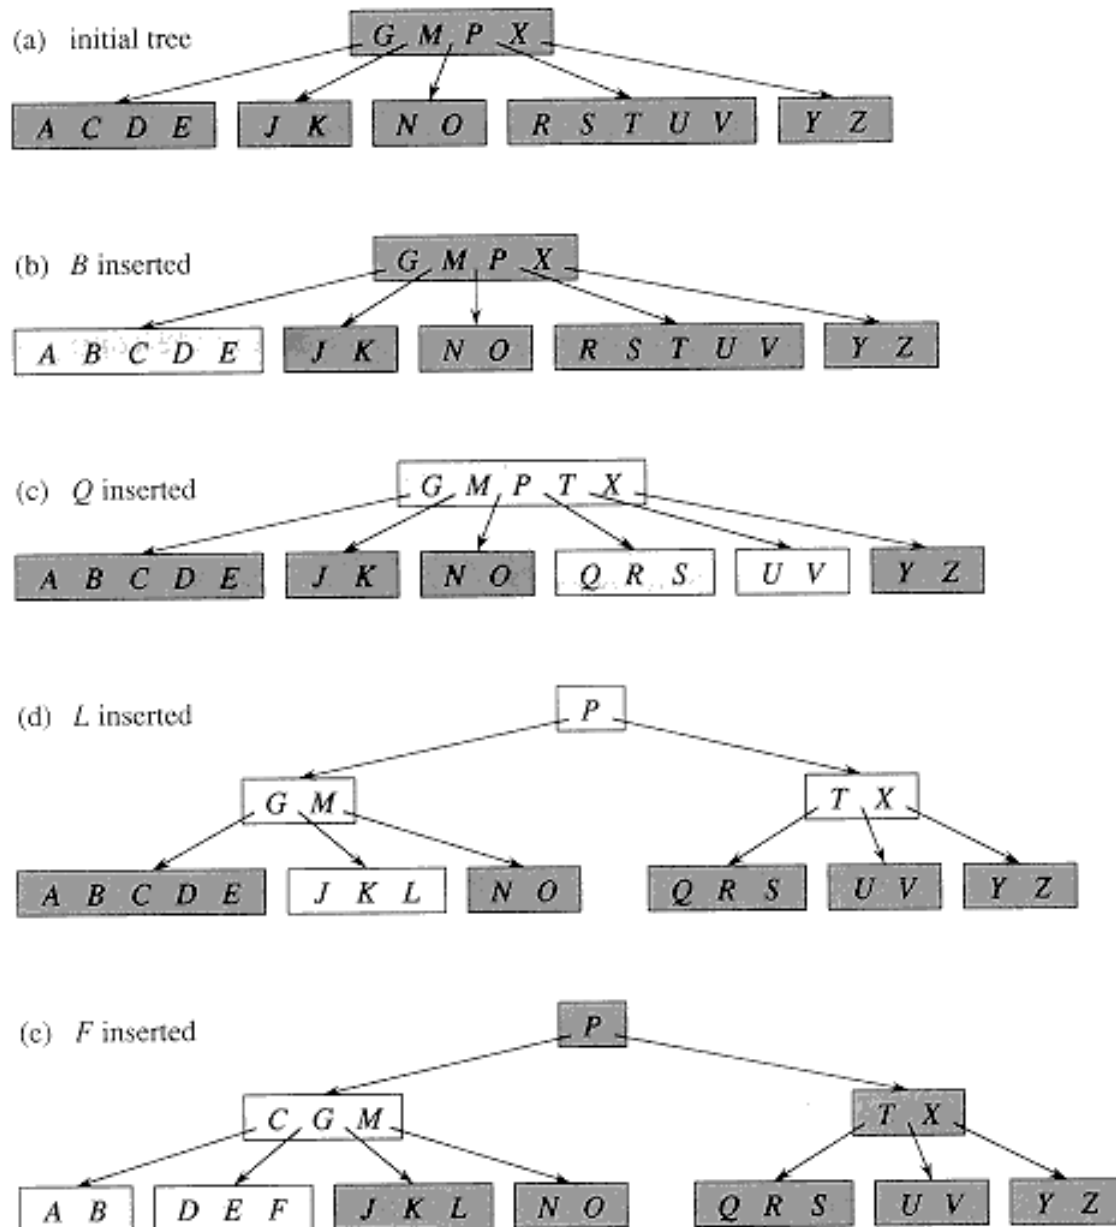 (a) initial tree
G M P X
A C D E J K N O R S T U V Y Z
(b) B inserted
G M P X
A B C D E J K N O R S T U V Y Z
(c) Q inserted
G M P T X
A B C D E J K N O Q R S U V Y Z
(d) L inserted
P
G M T X
A B C D E J K L N O Q R S U V Y Z
(e) F inserted
P
C G M T X
A B D E F J K L N O Q R S U V Y Z